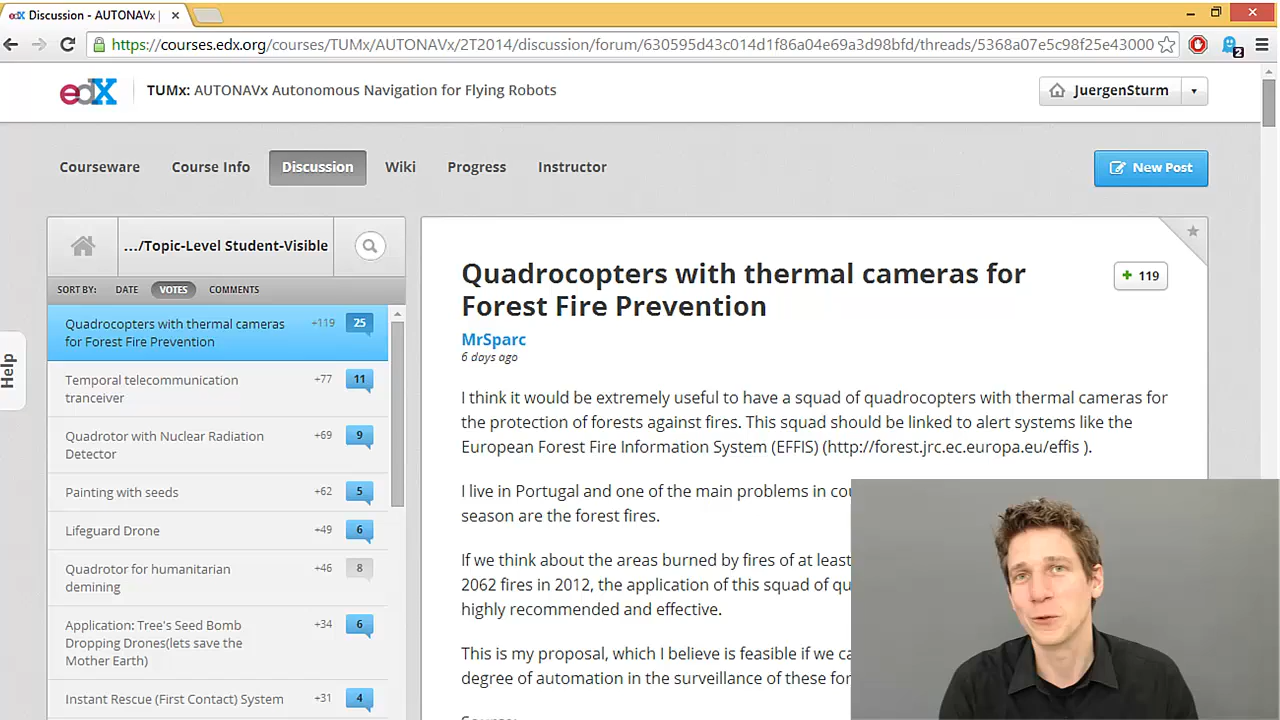 edX Discussion - AUTONAVx |
https://courses.edx.org/courses/TUMx/AUTONAVx/2T2014/discussion/forum/630595d43c014d1f86a04e69a3d98bfd/threads/5368a07e5c98f25e43000
2
edX
TUMx: AUTONAVx Autonomous Navigation for Flying Robots
JuergenSturm
Courseware Course Info Discussion Wiki Progress Instructor
New Post
.../Topic-Level Student-Visible
SORT BY: DATE VOTES COMMENTS
Quadrocopters with thermal cameras +119 25
for Forest Fire Prevention
Temporal telecommunication +77 11
tranceiver
Quadrotor with Nuclear Radiation +69 9
Detector
Painting with seeds +62 5
Lifeguard Drone +49 6
Quadrotor for humanitarian +46 8
demining
Application: Tree's Seed Bomb +34 6
Dropping Drones(lets save the
Mother Earth)
Instant Rescue (First Contact) System +31 4
Help
Quadrocopters with thermal cameras for
Forest Fire Prevention
+ 119
MrSparc
6 days ago
I think it would be extremely useful to have a squad of quadrocopters with thermal cameras for
the protection of forests against fires. This squad should be linked to alert systems like the
European Forest Fire Information System (EFFIS) (http://forest.jrc.ec.europa.eu/effis ).
I live in Portugal and one of the main problems in
season are the forest fires.
If we think about the areas burned by fires of at least
2062 fires in 2012, the application of this squad of
highly recommended and effective.
This is my proposal, which I believe is feasible if we
degree of automation in the surveillance of these